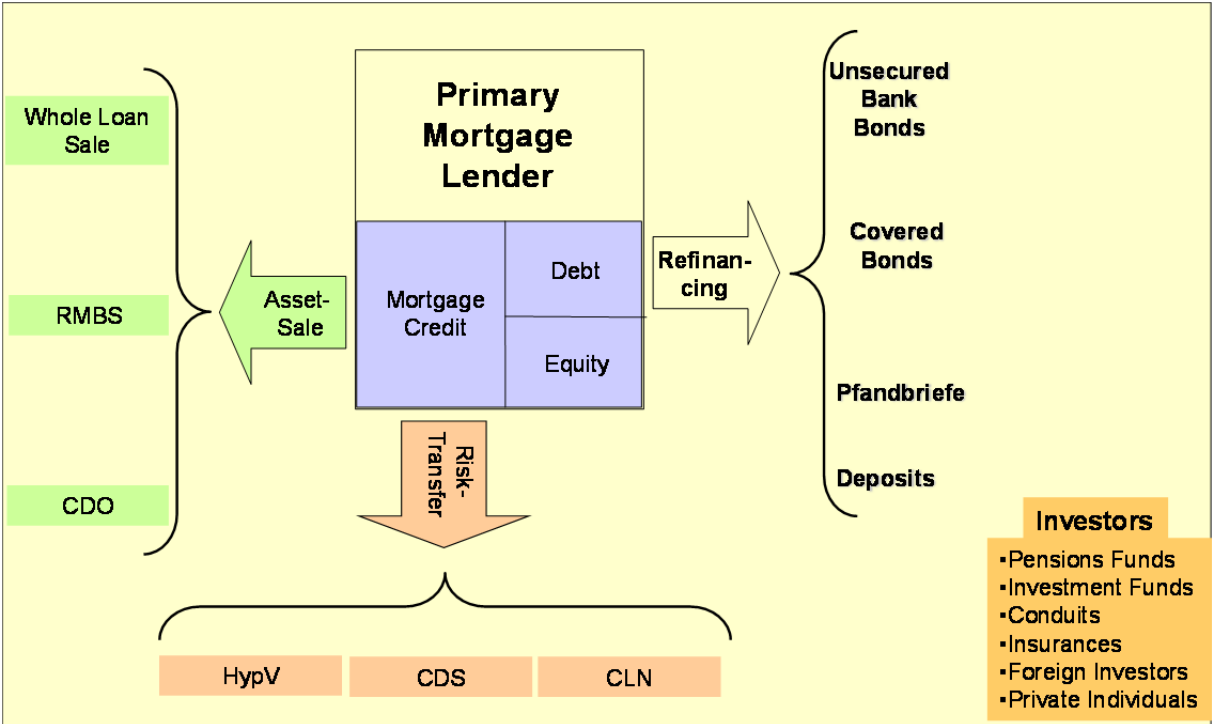 Primary
Mortgage
Lender
Whole Loan
Sale
RMBS
CDO
Asset-
Sale
Mortgage
Credit
Debt
Equity
Refinan-
cing
Unsecured
Bank
Bonds
Covered
Bonds
Pfandbriefe
Deposits
Risk-
Transfer
HypV
CDS
CLN
Investors
▪Pensions Funds
▪Investment Funds
▪Conduits
▪Insurances
▪Foreign Investors
▪Private Individuals